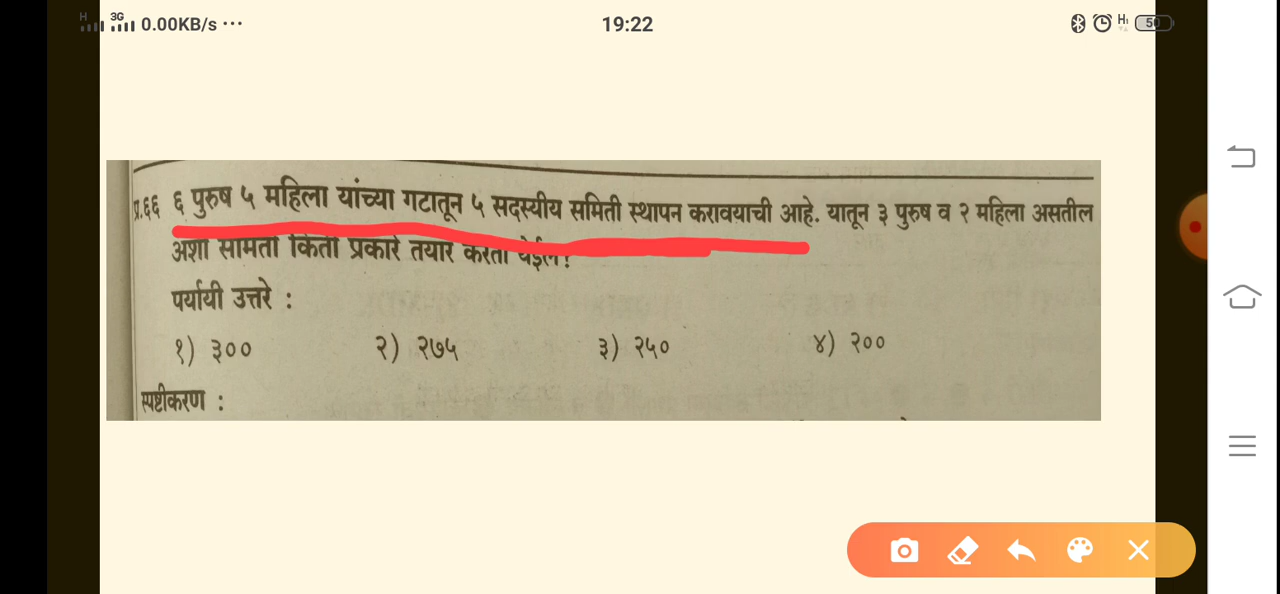 H 3G 0.00KB/s ... 19:22 50
प्र.६६ ६ पुरुष ५ महिला यांच्या गटातून ५ सदस्यीय समिती स्थापन करावयाची आहे. यातून ३ पुरुष व २ महिला असतील
अशा समिती किती प्रकारे तयार करता येईल?
पर्यायी उत्तरे :
१) ३०० २) २७५ ३) २५० ४) २००
स्पष्टीकरण :